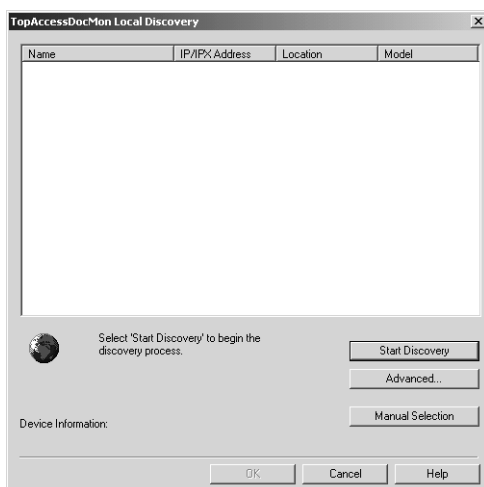 TopAccessDocMon Local Discovery
Name IP/IPX Address Location Model
Select 'Start Discovery' to begin the
discovery process.
Start Discovery
Advanced...
Manual Selection
Device Information:
OK Cancel Help